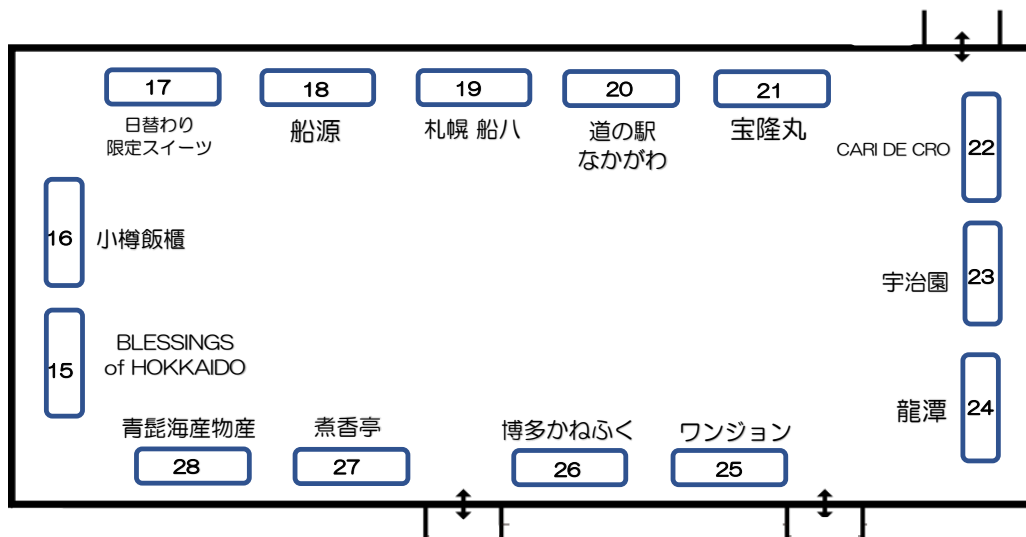 17
日替わり
限定スイーツ
18
船源
19
札幌 船八
20
道の駅
なかがわ
21
宝隆丸
22
CARI DE CRO
16
小樽飯櫃
23
宇治園
15
BLESSINGS
of HOKKAIDO
24
龍潭
青髭海産物産
28
煮香亭
27
博多かねふく
26
ワンジョン
25